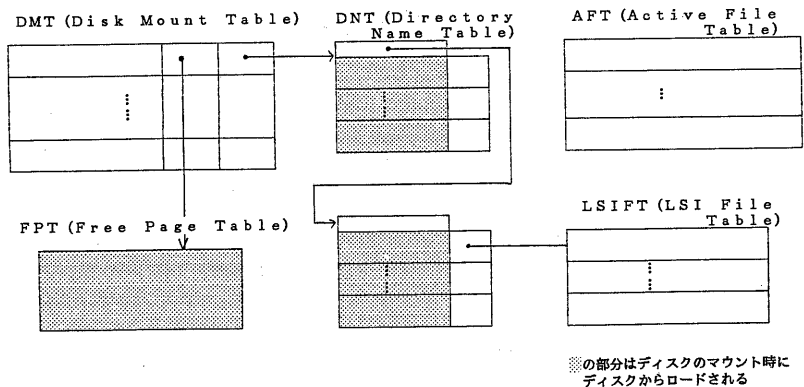 DMT(Disk Mount Table)
DNT(Directory
Name Table)
AFT(Active File
Table)
FPT(Free Page Table)
LSIFT(LSI File
Table)
の部分はディスクのマウント時に
ディスクからロードされる